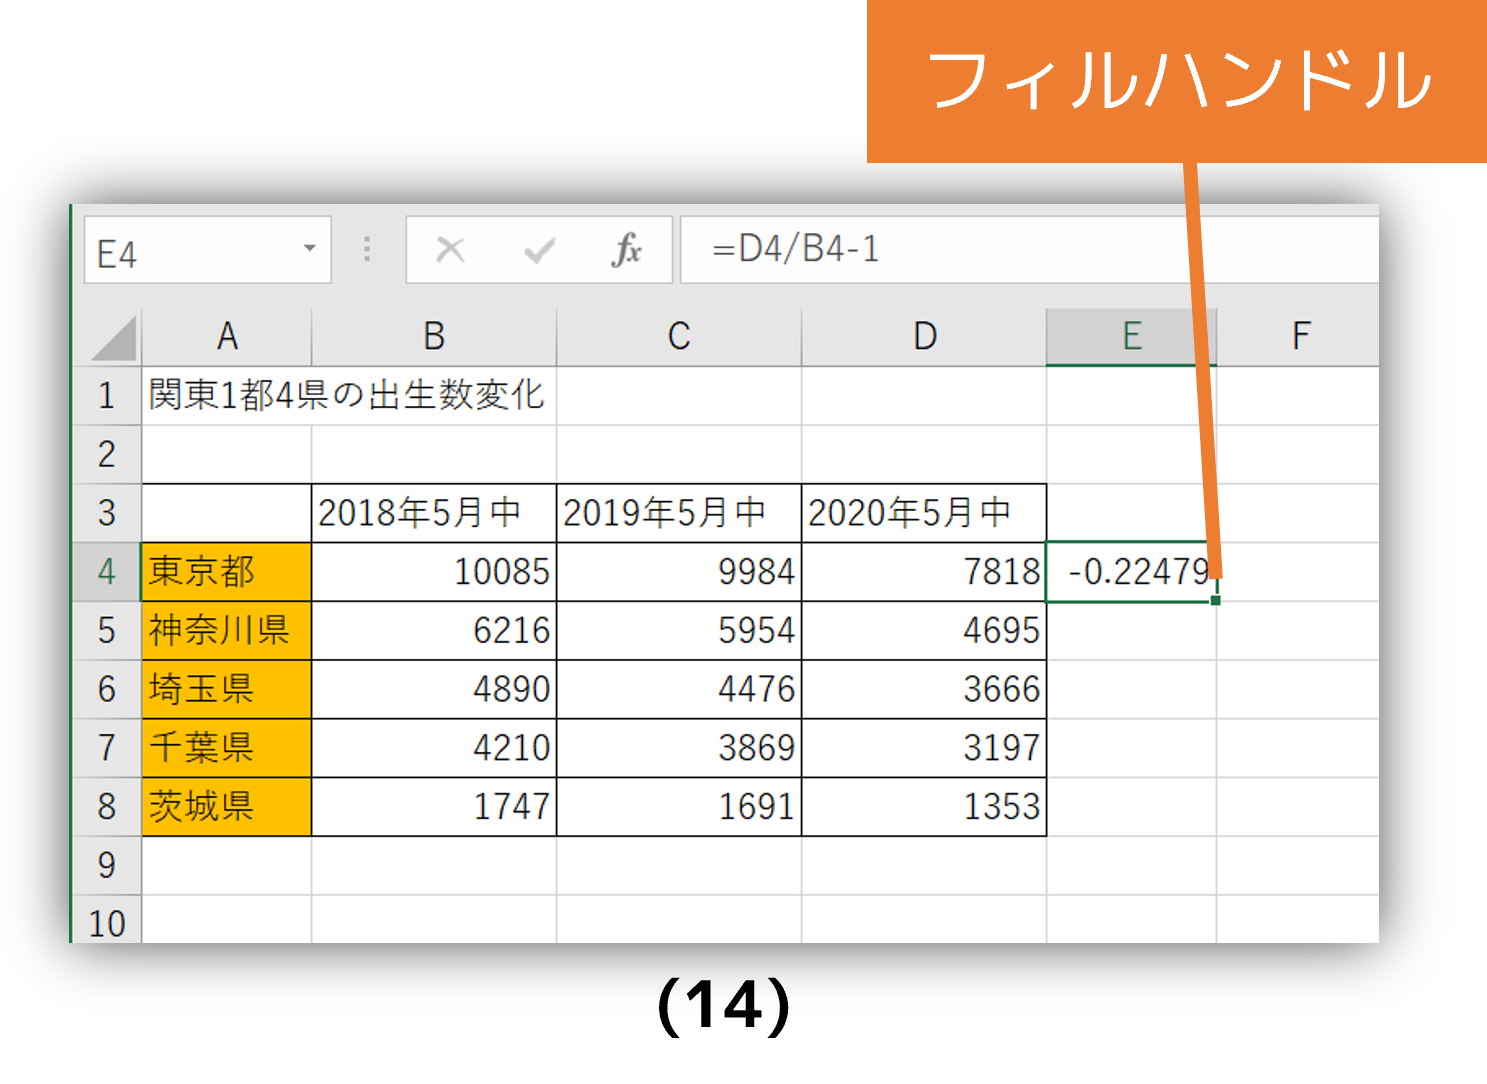 フィルハンドル
E4 fx =D4/B4-1
A B C D E F
1 関東1都4県の出生数変化
2
3 2018年5月中 2019年5月中 2020年5月中
4 東京都 10085 9984 7818 -0.22479
5 神奈川県 6216 5954 4695
6 埼玉県 4890 4476 3666
7 千葉県 4210 3869 3197
8 茨城県 1747 1691 1353
9
10
(14)